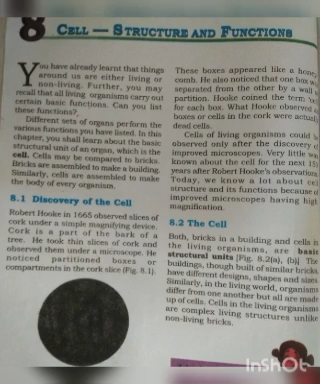 8 CELL — STRUCTURE AND FUNCTIONS
You have already learnt that things
around us are either living or
non-living. Further, you may
recall that all living organisms carry out
certain basic functions. Can you list
these functions?
Different sets of organs perform the
various functions you have listed. In this
chapter, you shall learn about the basic
structural unit of an organ, which is the
cell. Cells may be compared to bricks.
Bricks are assembled to make a building.
Similarly, cells are assembled to make
the body of every organism.
8.1 Discovery of the Cell
Robert Hooke in 1665 observed slices of
cork under a simple magnifying device.
Cork is a part of the bark of a
tree. He took thin slices of cork and
observed them under a microscope. He
noticed partitioned boxes or
compartments in the cork slice (Fig. 8.1).
These boxes appeared like a honey-
comb. He also noticed that one box was
separated from the other by a wall or
partition. Hooke coined the term
for each box. What Hooke observed as
boxes or cells in the cork were actually
dead cells.
Cells of living organisms could be
observed only after the discovery of
improved microscopes. Very little was
known about the cell for the next 150
years after Robert Hooke's observations.
Today, we know a lot about cell
structure and its functions because of
improved microscopes having high
magnification.
8.2 The Cell
Both, bricks in a building and cells in
the living organisms, are basic
structural units [Fig. 8.2(a), (b)]. The
buildings, though built of similar bricks,
have different designs, shapes and sizes.
Similarly, in the living world, organisms
differ from one another but all are made
up of cells. Cells in the living organisms
are complex living structures unlike
non-living bricks.
InShOt